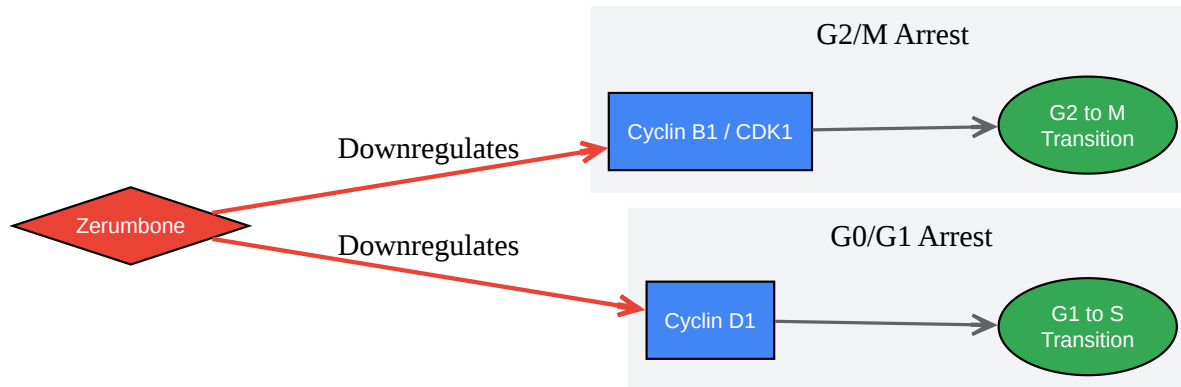 G2/M Arrest
Cyclin B1 / CDK1
G2 to M
Transition
Downregulates
Zerumbone
Downregulates
G0/G1 Arrest
Cyclin D1
G1 to S
Transition